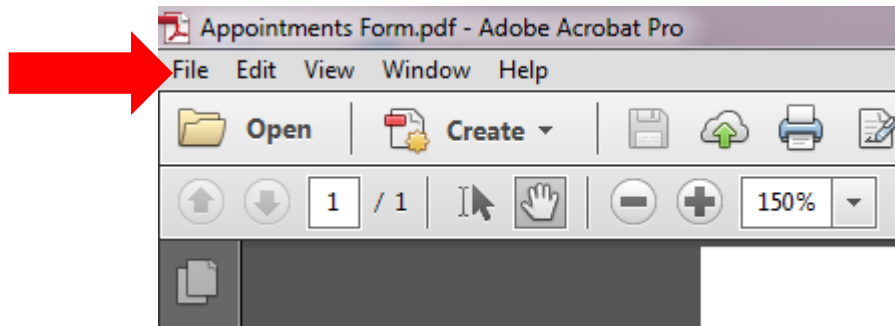 Appointments Form.pdf - Adobe Acrobat Pro
File Edit View Window Help
Open Create
1 / 1 150%